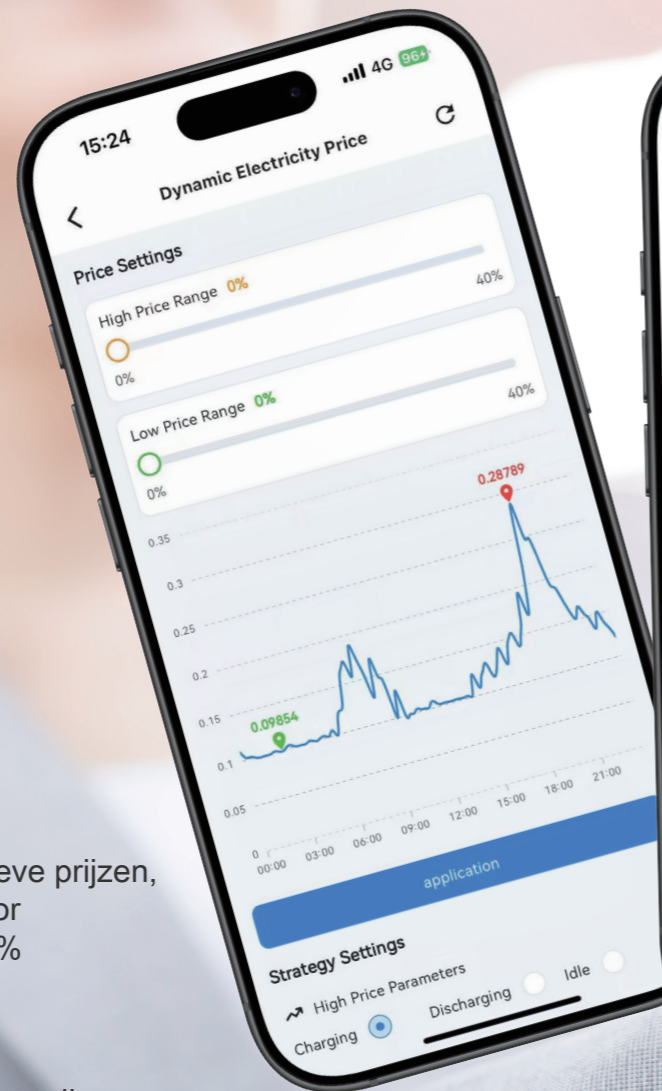 15:24
4G 96+
Dynamic Electricity Price
Price Settings
High Price Range 0%
0% 40%
Low Price Range 0%
0% 40%
0.35
0.3
0.25
0.2
0.15
0.1
0.05
0
0.28789
0.09854
00:00 03:00 06:00 09:00 12:00 15:00 18:00 21:00
application
Strategy Settings
High Price Parameters
Charging Discharging Idle
eve prijzen,
or
%